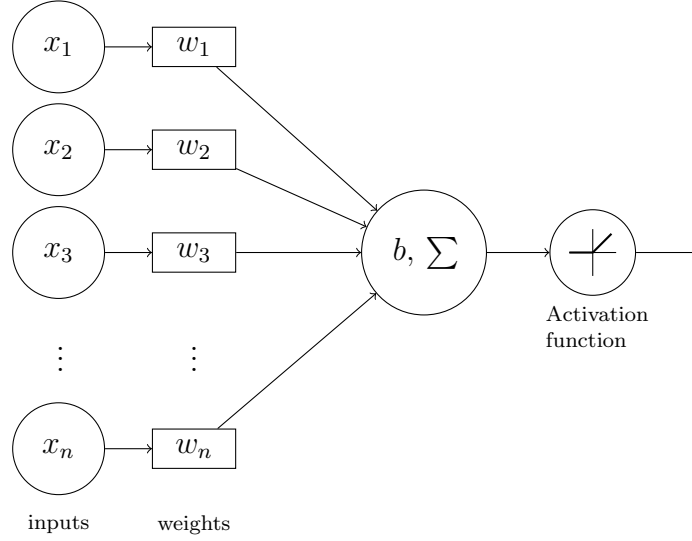 x₁ w₁
x₂ w₂
x₃ w₃ b, ∑
Activation
function
⋮ ⋮
xₙ wₙ
inputs weights